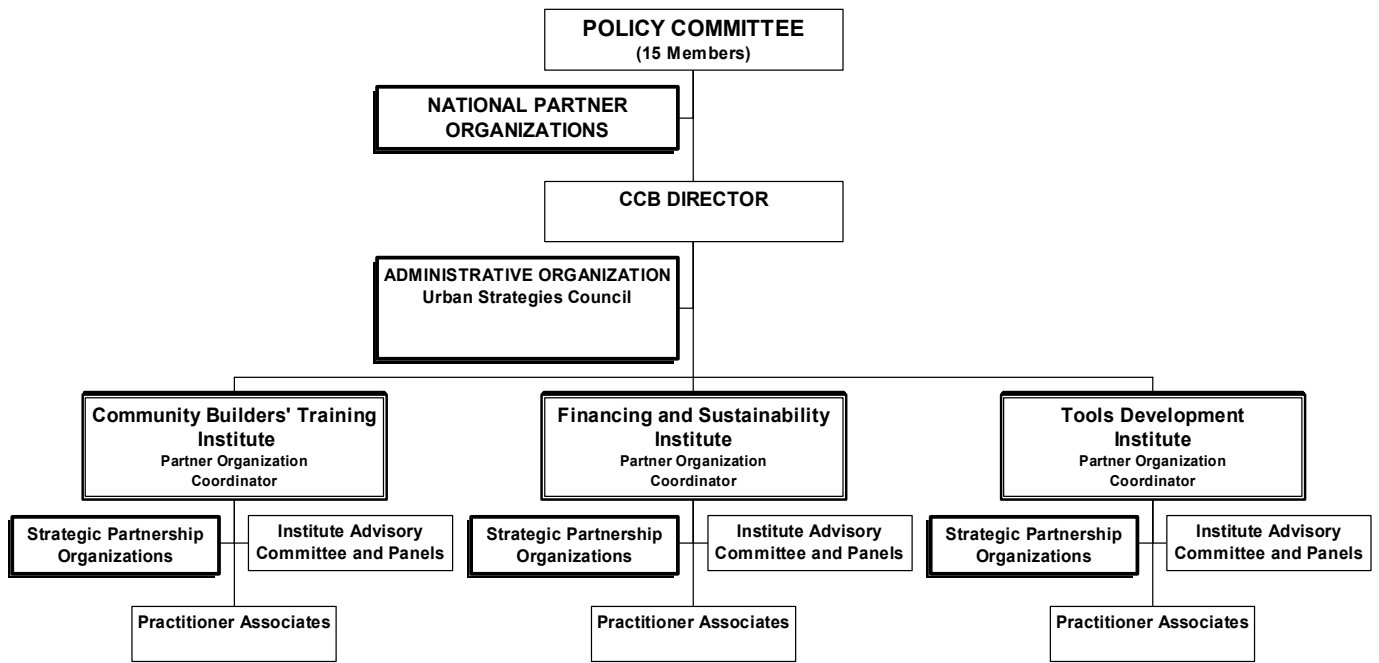 POLICY COMMITTEE
(15 Members)
NATIONAL PARTNER
ORGANIZATIONS
CCB DIRECTOR
ADMINISTRATIVE ORGANIZATION
Urban Strategies Council
Community Builders' Training
Institute
Partner Organization
Coordinator
Financing and Sustainability
Institute
Partner Organization
Coordinator
Tools Development
Institute
Partner Organization
Coordinator
Strategic Partnership
Organizations
Institute Advisory
Committee and Panels
Strategic Partnership
Organizations
Institute Advisory
Committee and Panels
Strategic Partnership
Organizations
Institute Advisory
Committee and Panels
Practitioner Associates
Practitioner Associates
Practitioner Associates